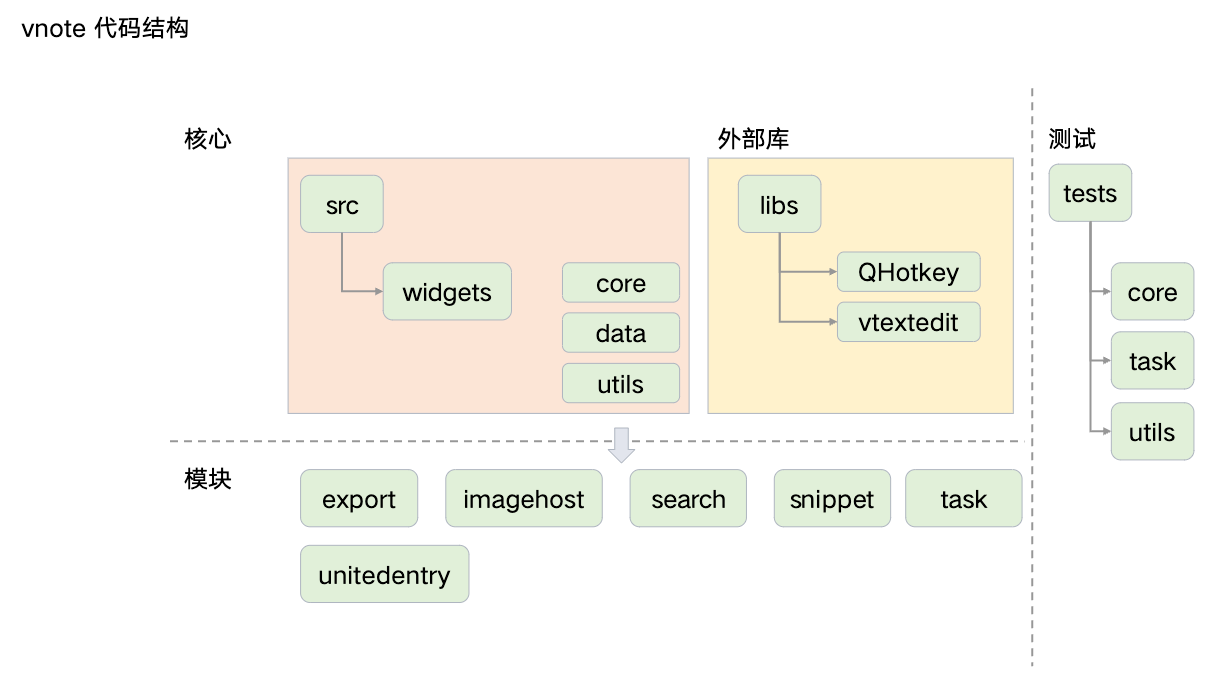 vnote 代码结构
核心
外部库
测试
src
libs
tests
widgets
core
data
utils
QHotkey
vtextedit
core
task
utils
模块
export
imagehost
search
snippet
task
unitedentry